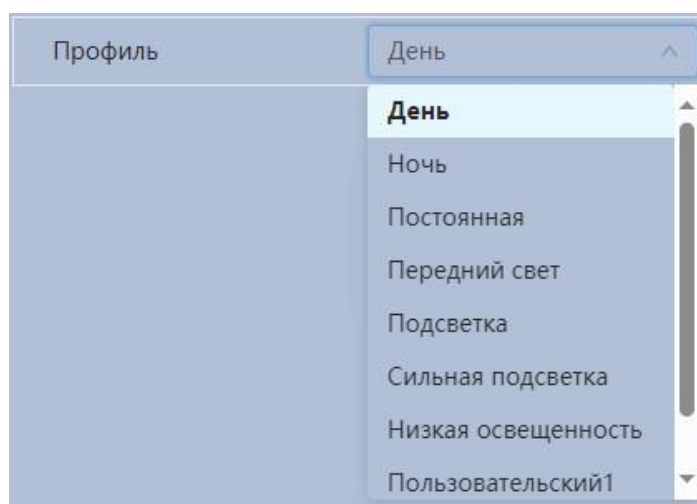 Профиль
День
День
Ночь
Постоянная
Передний свет
Подсветка
Сильная подсветка
Низкая освещенность
Пользовательский1